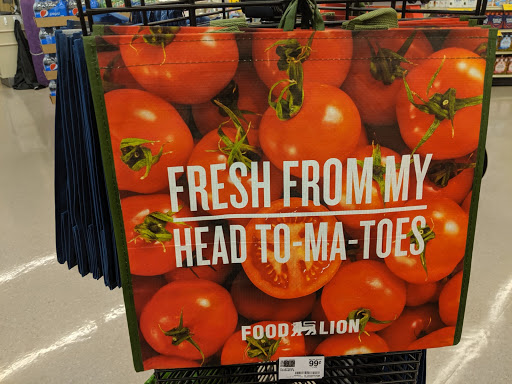 FRESH FROM MY
HEAD TO-MA-TOES
FOOD LION
99¢